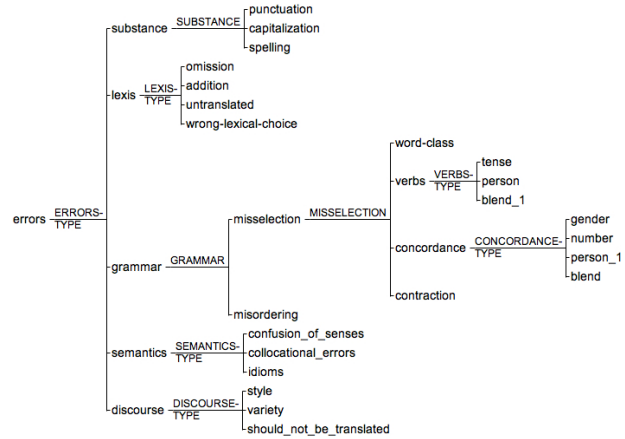 punctuation
substance SUBSTANCE capitalization
spelling
omission
lexis LEXIS-TYPE addition
untranslated
wrong-lexical-choice
word-class
tense
verbs VERBS-TYPE person
blend_1
errors ERRORS-TYPE
misselection MISSELECTION
gender
number
concordance CONCORDANCE-TYPE
person_1
blend
grammar GRAMMAR
contraction
misordering
confusion_of_senses
semantics SEMANTICS-TYPE collocational_errors
idioms
style
discourse DISCOURSE-TYPE variety
should_not_be_translated